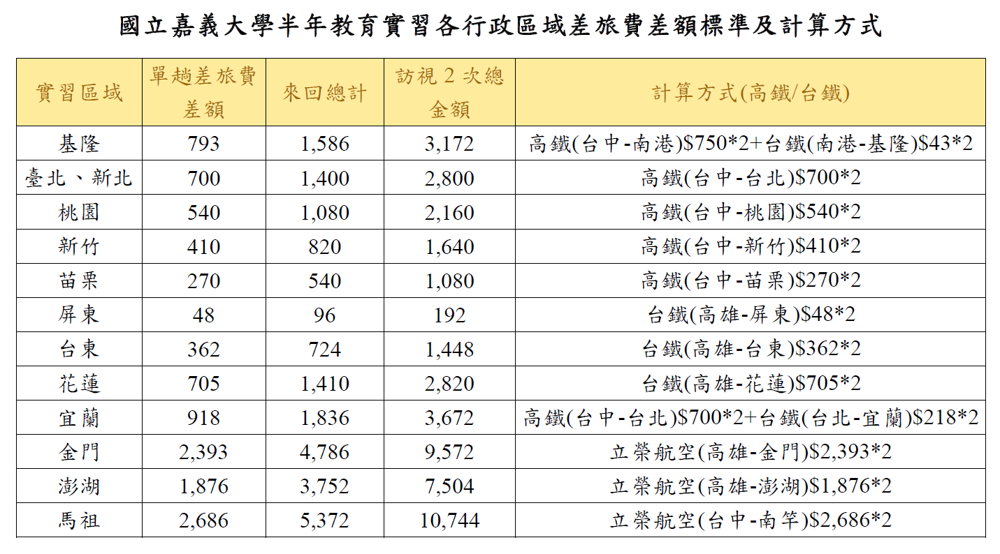 國立嘉義大學半年教育實習各行政區域差旅費差額標準及計算方式
實習區域 單趟差旅費差額 來回總計 訪視2次總金額 計算方式(高鐵/台鐵)
基隆 793 1,586 3,172 高鐵(台中-南港)$750*2+台鐵(南港-基隆)$43*2
臺北、新北 700 1,400 2,800 高鐵(台中-台北)$700*2
桃園 540 1,080 2,160 高鐵(台中-桃園)$540*2
新竹 410 820 1,640 高鐵(台中-新竹)$410*2
苗栗 270 540 1,080 高鐵(台中-苗栗)$270*2
屏東 48 96 192 台鐵(高雄-屏東)$48*2
台東 362 724 1,448 台鐵(高雄-台東)$362*2
花蓮 705 1,410 2,820 台鐵(高雄-花蓮)$705*2
宜蘭 918 1,836 3,672 高鐵(台中-台北)$700*2+台鐵(台北-宜蘭)$218*2
金門 2,393 4,786 9,572 立榮航空(高雄-金門)$2,393*2
澎湖 1,876 3,752 7,504 立榮航空(高雄-澎湖)$1,876*2
馬祖 2,686 5,372 10,744 立榮航空(台中-南竿)$2,686*2